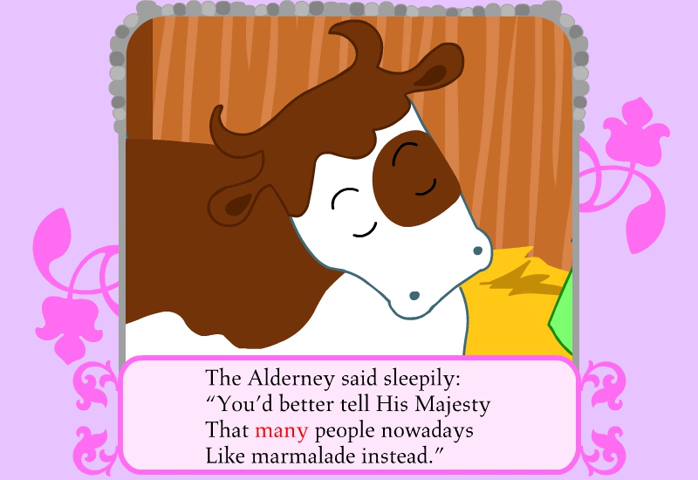 The Alderney said sleepily:
“You’d better tell His Majesty
That many people nowadays
Like marmalade instead.”